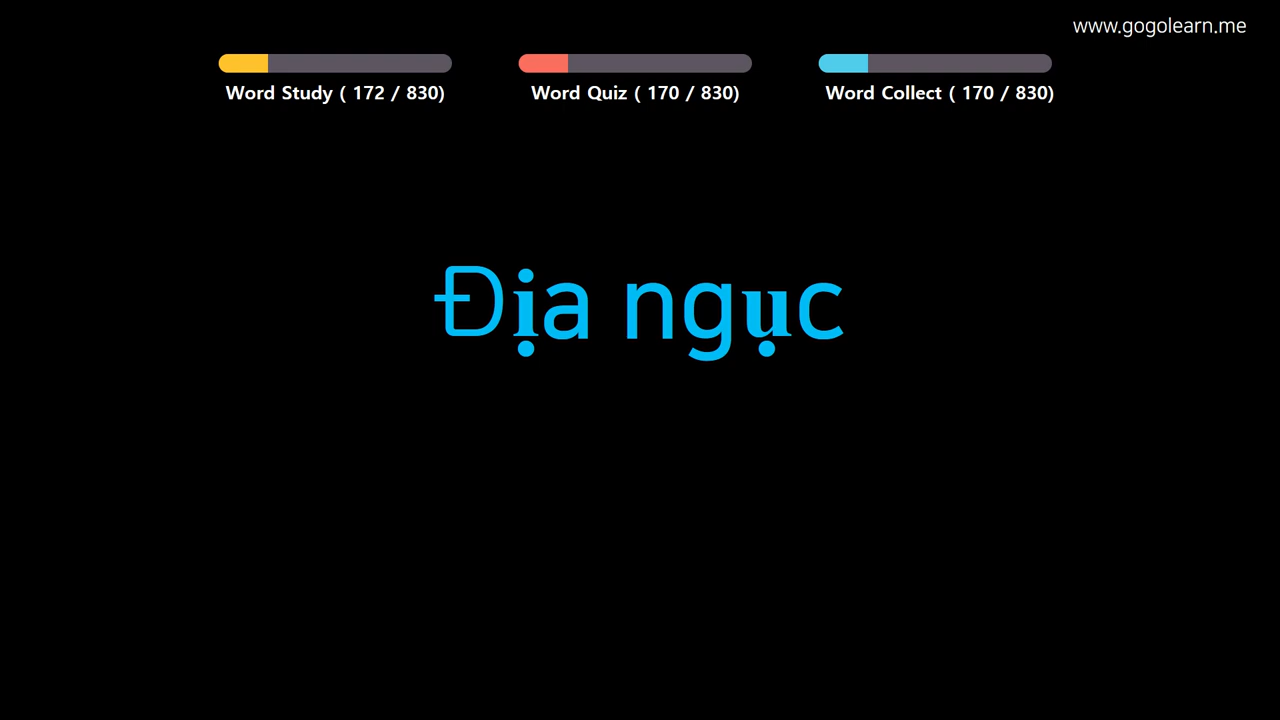 www.gogolearn.me
Word Study ( 172 / 830)
Word Quiz ( 170 / 830)
Word Collect ( 170 / 830)
Địa ngục